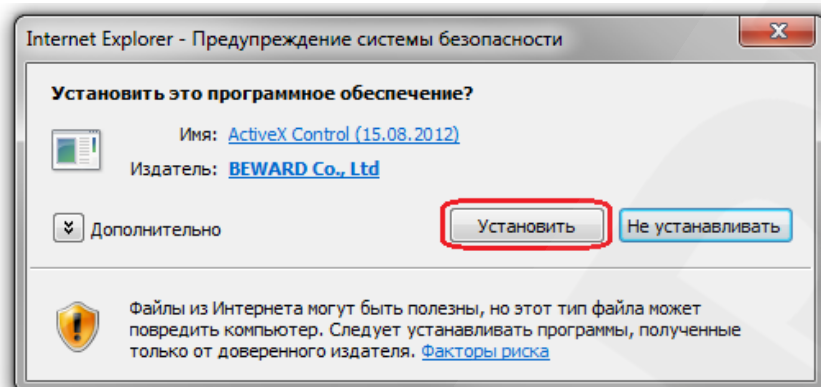 Internet Explorer - Предупреждение системы безопасности
Установить это программное обеспечение?
Имя: ActiveX Control (15.08.2012)
Издатель: BEWARD Co., Ltd
Дополнительно
Установить
Не устанавливать
Файлы из Интернета могут быть полезны, но этот тип файла может
повредить компьютер. Следует устанавливать программы, полученные
только от доверенного издателя. Факторы риска